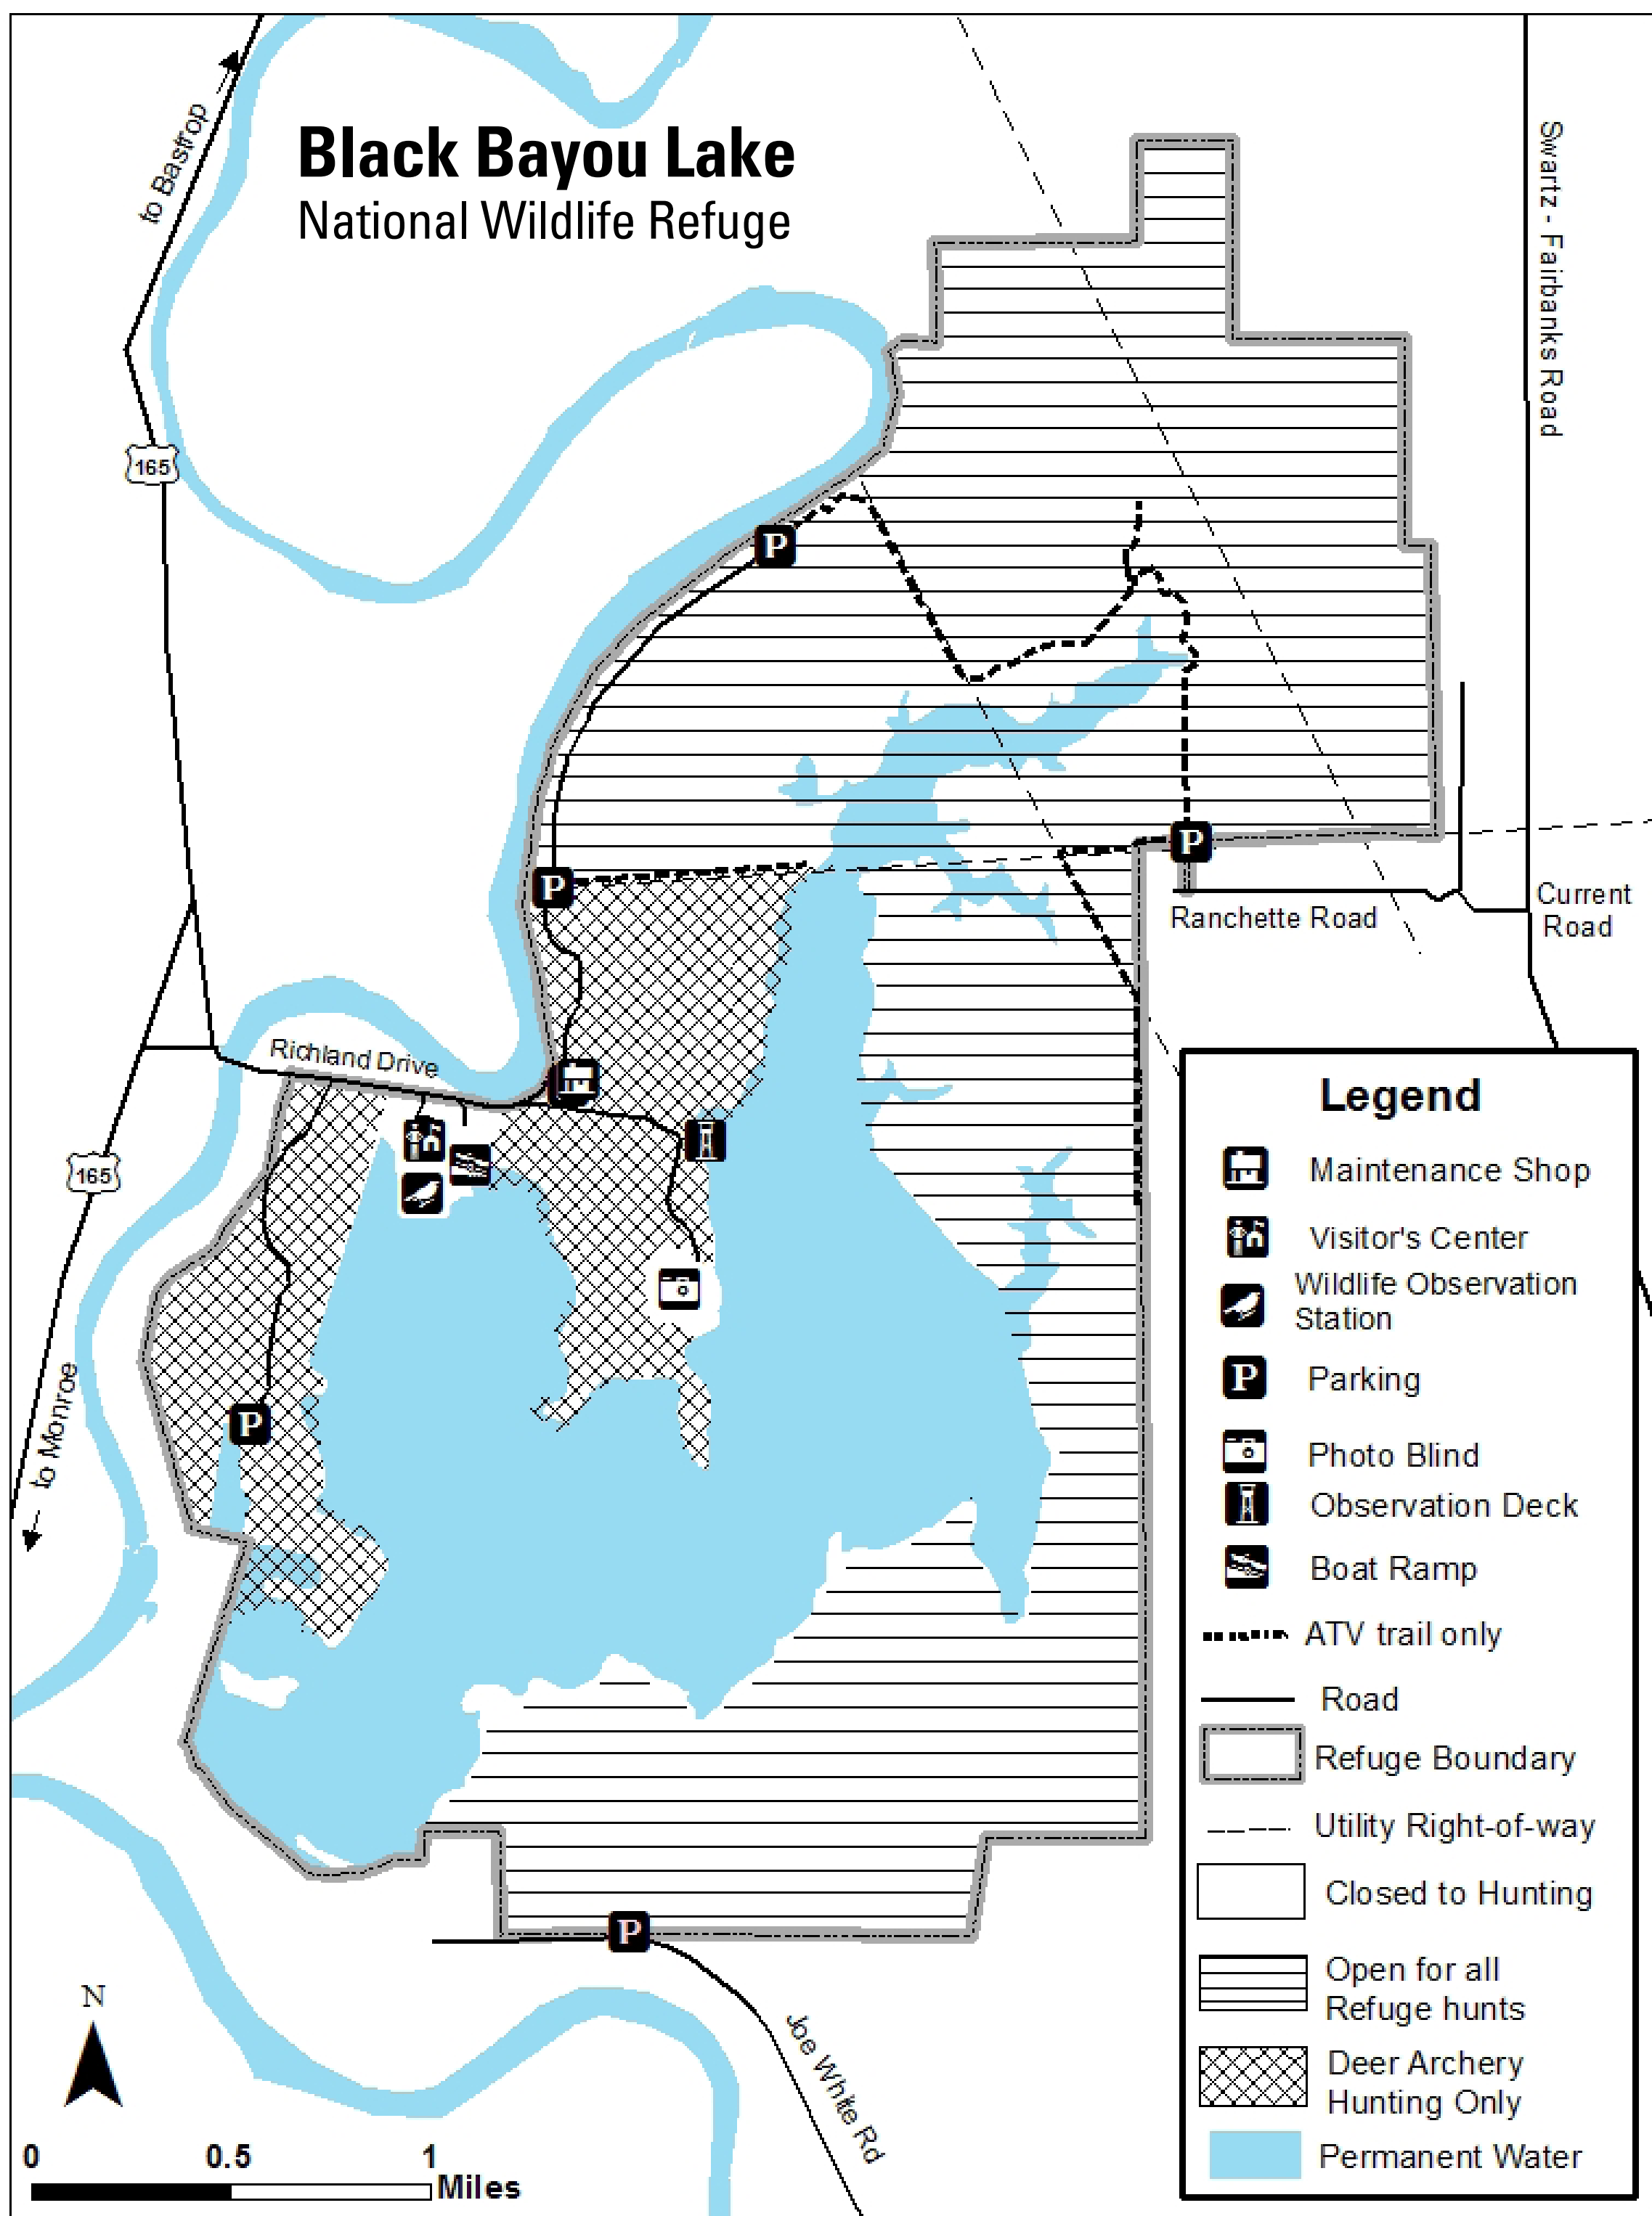 to Bastrop
Black Bayou Lake
National Wildlife Refuge
Swartz - Fairbanks Road
165
P
P
P
Current
Road
Ranchette Road
Richland Drive
165
to Monroe
P
P
Joe White Rd
N
0 0.5 1
Miles
Legend
Maintenance Shop
Visitor's Center
Wildlife Observation
Station
P Parking
Photo Blind
Observation Deck
Boat Ramp
ATV trail only
Road
Refuge Boundary
Utility Right-of-way
Closed to Hunting
Open for all
Refuge hunts
Deer Archery
Hunting Only
Permanent Water